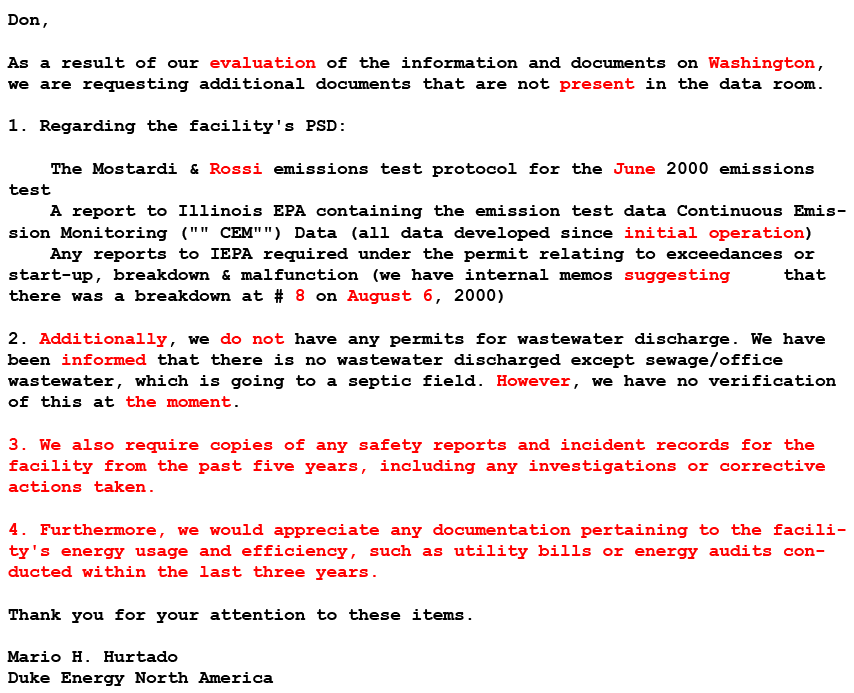 Don,
As a result of our evaluation of the information and documents on Washington,
we are requesting additional documents that are not present in the data room.
1. Regarding the facility's PSD:
The Mostardi & Rossi emissions test protocol for the June 2000 emissions
test
A report to Illinois EPA containing the emission test data Continuous Emis-
sion Monitoring ("" CEM"") Data (all data developed since initial operation)
Any reports to IEPA required under the permit relating to exceedances or
start-up, breakdown & malfunction (we have internal memos suggesting     that
there was a breakdown at # 8 on August 6, 2000)
2. Additionally, we do not have any permits for wastewater discharge. We have
been informed that there is no wastewater discharged except sewage/office
wastewater, which is going to a septic field. However, we have no verification
of this at the moment.
3. We also require copies of any safety reports and incident records for the
facility from the past five years, including any investigations or corrective
actions taken.
4. Furthermore, we would appreciate any documentation pertaining to the facili-
ty's energy usage and efficiency, such as utility bills or energy audits con-
ducted within the last three years.
Thank you for your attention to these items.
Mario H. Hurtado
Duke Energy North America